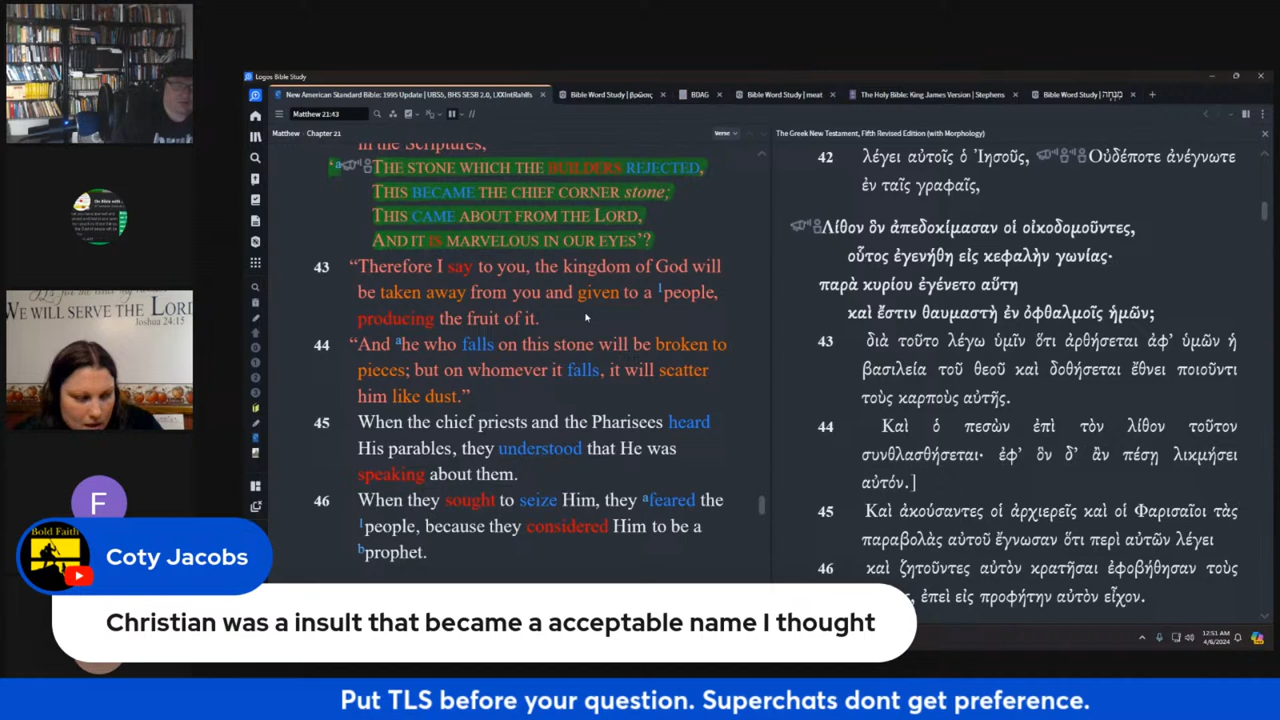 Logos Bible Study
New American Standard Bible: 1995 Update | UBS5, BHS SESB 2.0, LXXIntRahlfs
Bible Word Study | βρῶσις
BDAG
Bible Word Study | meat
The Holy Bible: King James Version | Stephens
Bible Word Study | מִנְחָה
Matthew 21:43
Matthew Chapter 21
Verse
in the Scriptures,
‘ᵃTHE STONE WHICH THE BUILDERS REJECTED,
THIS BECAME THE CHIEF CORNER stone;
THIS CAME ABOUT FROM THE LORD,
AND IT IS MARVELOUS IN OUR EYES’?
43 “Therefore I say to you, the kingdom of God will
be taken away from you and given to a ¹people,
producing the fruit of it.
44 “And ᵃhe who falls on this stone will be broken to
pieces; but on whomever it falls, it will scatter
him like dust.”
45 When the chief priests and the Pharisees heard
His parables, they understood that He was
speaking about them.
46 When they sought to seize Him, they ᵃfeared the
¹people, because they considered Him to be a
ᵇprophet.
The Greek New Testament, Fifth Revised Edition (with Morphology)
42 λέγει αὐτοῖς ὁ Ἰησοῦς, Οὐδέποτε ἀνέγνωτε
ἐν ταῖς γραφαῖς,
Λίθον ὃν ἀπεδοκίμασαν οἱ οἰκοδομοῦντες,
οὗτος ἐγενήθη εἰς κεφαλὴν γωνίας·
παρὰ κυρίου ἐγένετο αὕτη
καὶ ἔστιν θαυμαστὴ ἐν ὀφθαλμοῖς ἡμῶν;
43 διὰ τοῦτο λέγω ὑμῖν ὅτι ἀρθήσεται ἀφ’ ὑμῶν ἡ
βασιλεία τοῦ θεοῦ καὶ δοθήσεται ἔθνει ποιοῦντι
τοὺς καρποὺς αὐτῆς.
44 Καὶ ὁ πεσὼν ἐπὶ τὸν λίθον τοῦτον
συνθλασθήσεται· ἐφ’ ὃν δ’ ἂν πέσῃ λικμήσει
αὐτόν.]
45 Καὶ ἀκούσαντες οἱ ἀρχιερεῖς καὶ οἱ Φαρισαῖοι τὰς
παραβολὰς αὐτοῦ ἔγνωσαν ὅτι περὶ αὐτῶν λέγει
46 καὶ ζητοῦντες αὐτὸν κρατῆσαι ἐφοβήθησαν τοὺς
ἐπεὶ εἰς προφήτην αὐτὸν εἶχον.
12:51 AM
4/6/2024
WE WILL SERVE THE LORD
Joshua 24:15
F
Bold Faith
Coty Jacobs
Christian was a insult that became a acceptable name I thought
Put TLS before your question. Superchats dont get preference.